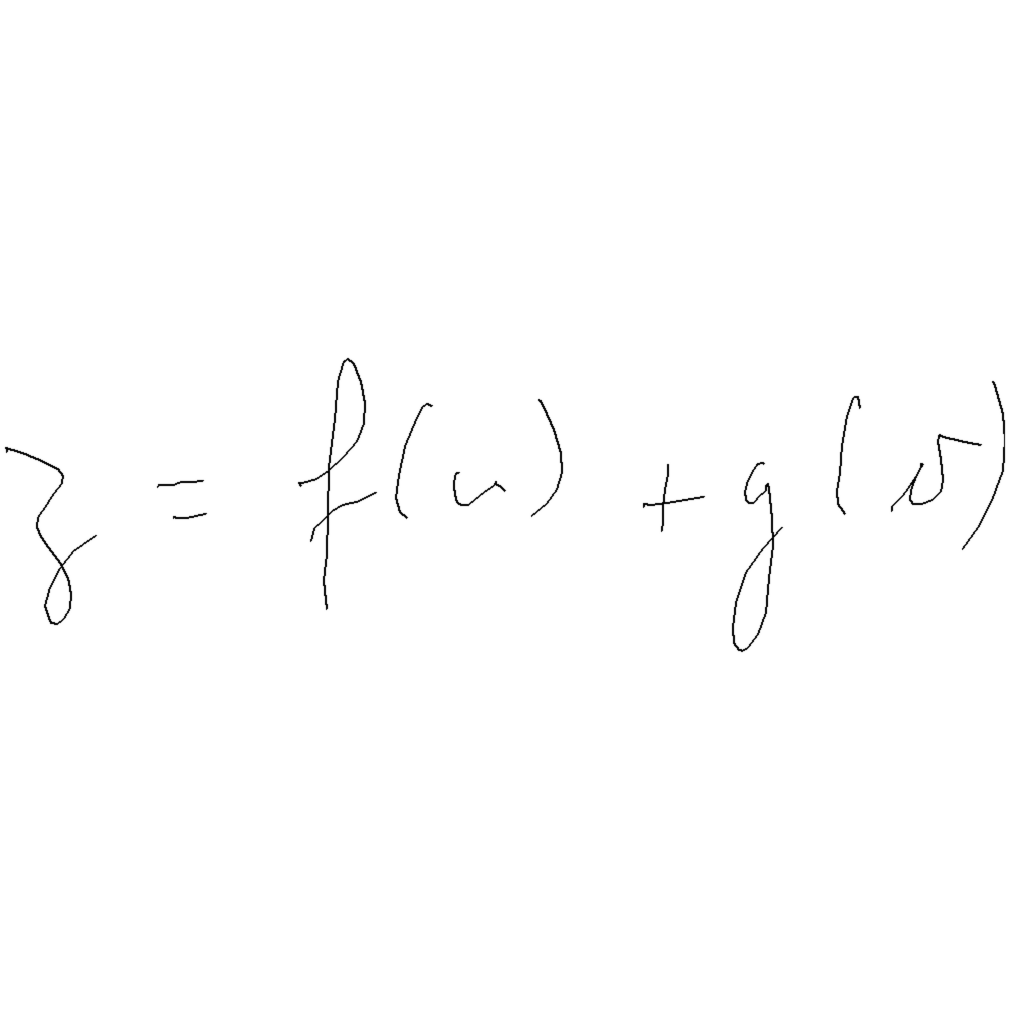 z = f(u) + g(v)